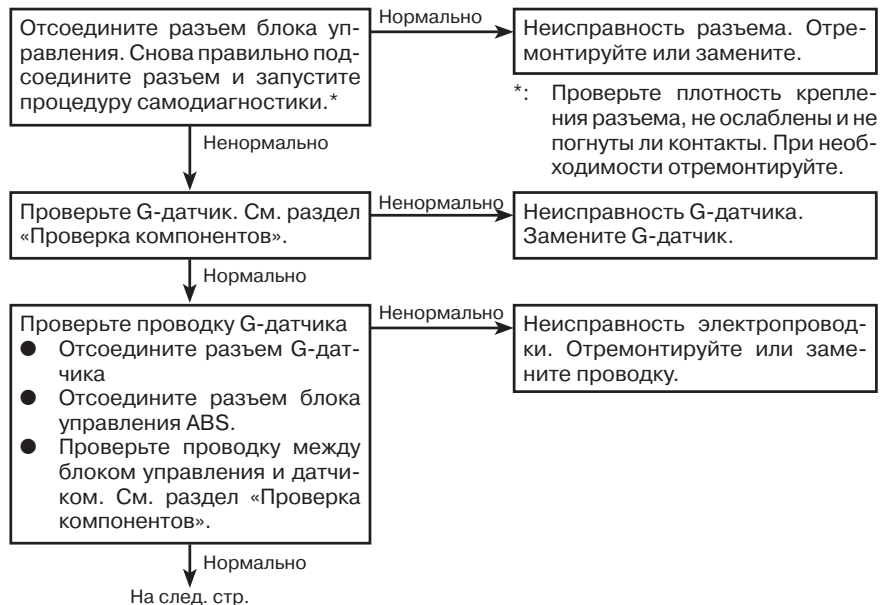 Отсоедините разъем блока уп-
равления. Снова правильно под-
соедините разъем и запустите
процедуру самодиагностики.*
Нормально
Неисправность разъема. Отре-
монтируйте или замените.
*: Проверьте плотность крепле-
ния разъема, не ослаблены и не
погнуты ли контакты. При необ-
ходимости отремонтируйте.
Ненормально
Проверьте G-датчик. См. раздел
«Проверка компонентов».
Ненормально
Неисправность G-датчика.
Замените G-датчик.
Нормально
Проверьте проводку G-датчика
● Отсоедините разъем G-дат-
чика
● Отсоедините разъем блока
управления ABS.
● Проверьте проводку между
блоком управления и датчи-
ком. См. раздел «Проверка
компонентов».
Ненормально
Неисправность электропровод-
ки. Отремонтируйте или заме-
ните проводку.
Нормально
На след. стр.